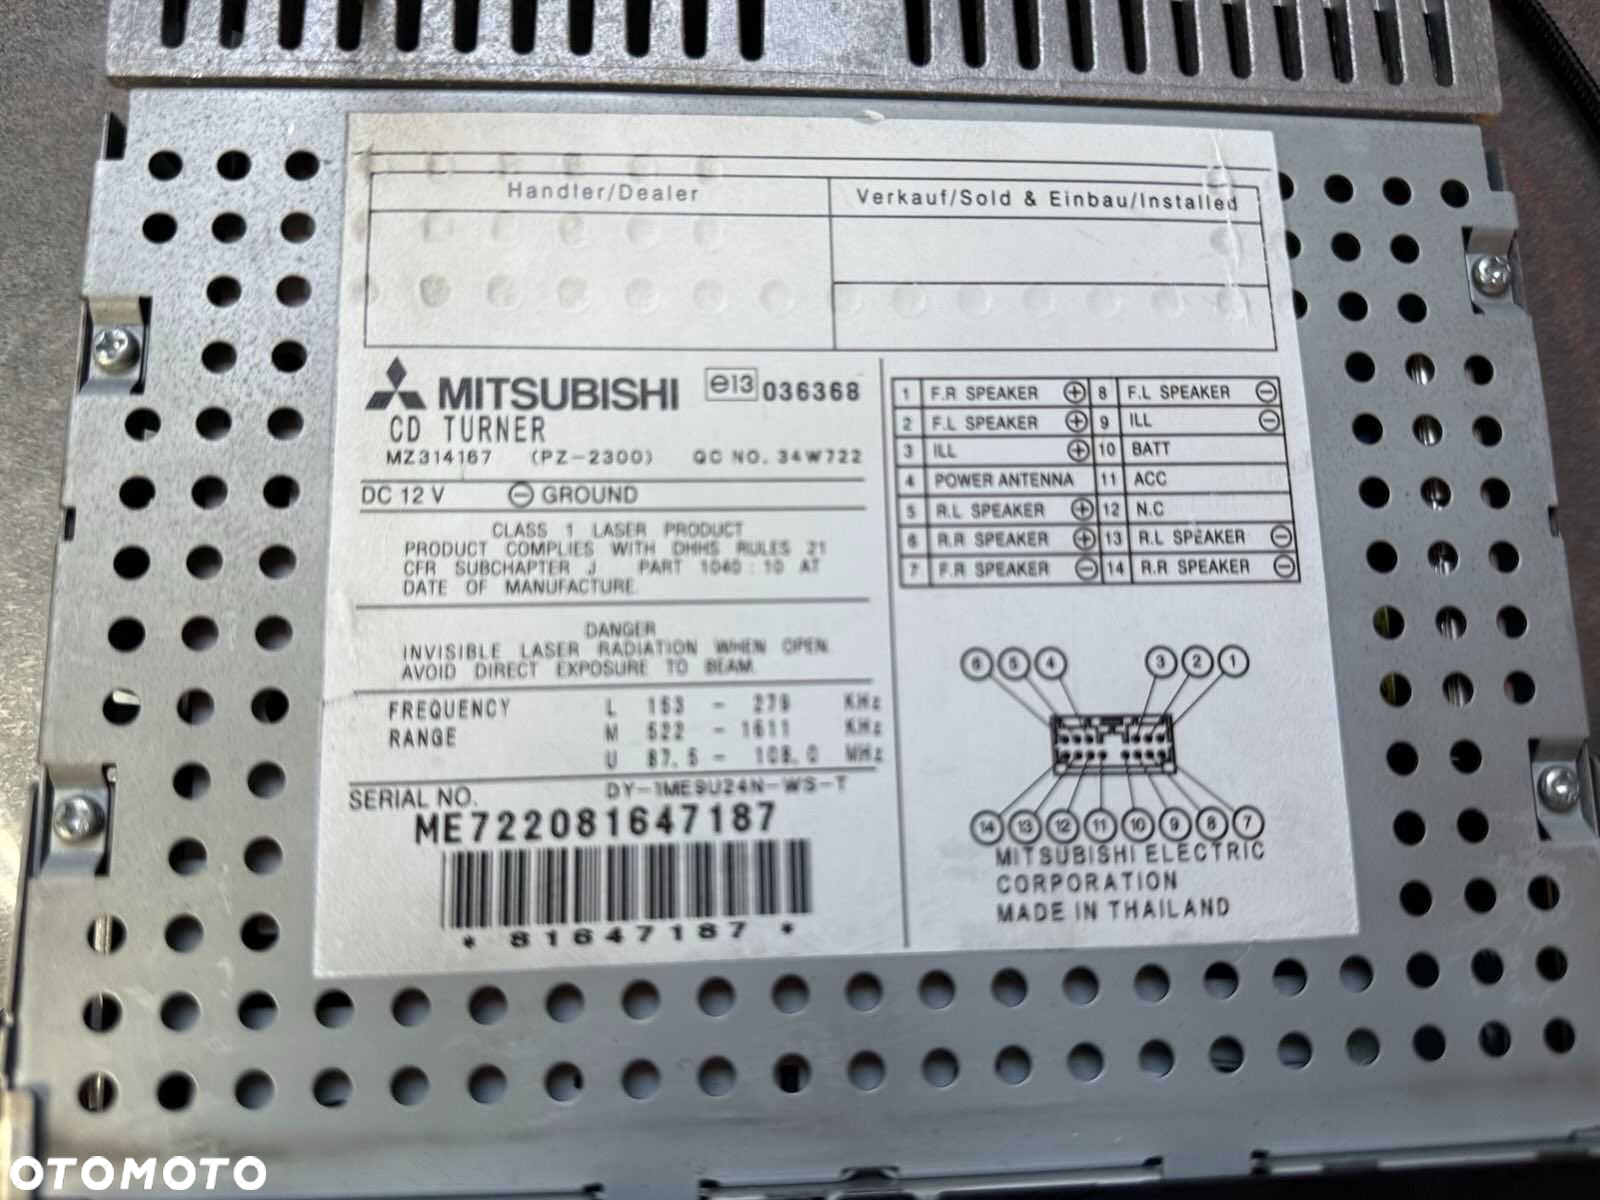 Handler/Dealer
Verkauf/Sold & Einbau/Installed
MITSUBISHI e13 036368
CD TURNER
MZ314167 (PZ-2300) QC NO. 34W722
DC 12 V ⊖ GROUND
CLASS 1 LASER PRODUCT
PRODUCT COMPLIES WITH DHHS RULES 21
CFR SUBCHAPTER J PART 1040:10 AT
DATE OF MANUFACTURE.
DANGER
INVISIBLE LASER RADIATION WHEN OPEN.
AVOID DIRECT EXPOSURE TO BEAM.
FREQUENCY L 153 - 279 KHz
RANGE M 522 - 1611 KHz
U 87.5 - 108.0 MHz
SERIAL NO. DY-1ME9U24N-WS-T
ME722081647187
* 81647187 *
1 F.R SPEAKER ⊕ 8 F.L SPEAKER ⊖
2 F.L SPEAKER ⊕ 9 ILL ⊖
3 ILL ⊕ 10 BATT
4 POWER ANTENNA 11 ACC
5 R.L SPEAKER ⊕ 12 N.C
6 R.R SPEAKER ⊕ 13 R.L SPEAKER ⊖
7 F.R SPEAKER ⊖ 14 R.R SPEAKER ⊖
6 5 4 3 2 1
14 13 12 11 10 9 8 7
MITSUBISHI ELECTRIC
CORPORATION
MADE IN THAILAND
OTOMOTO